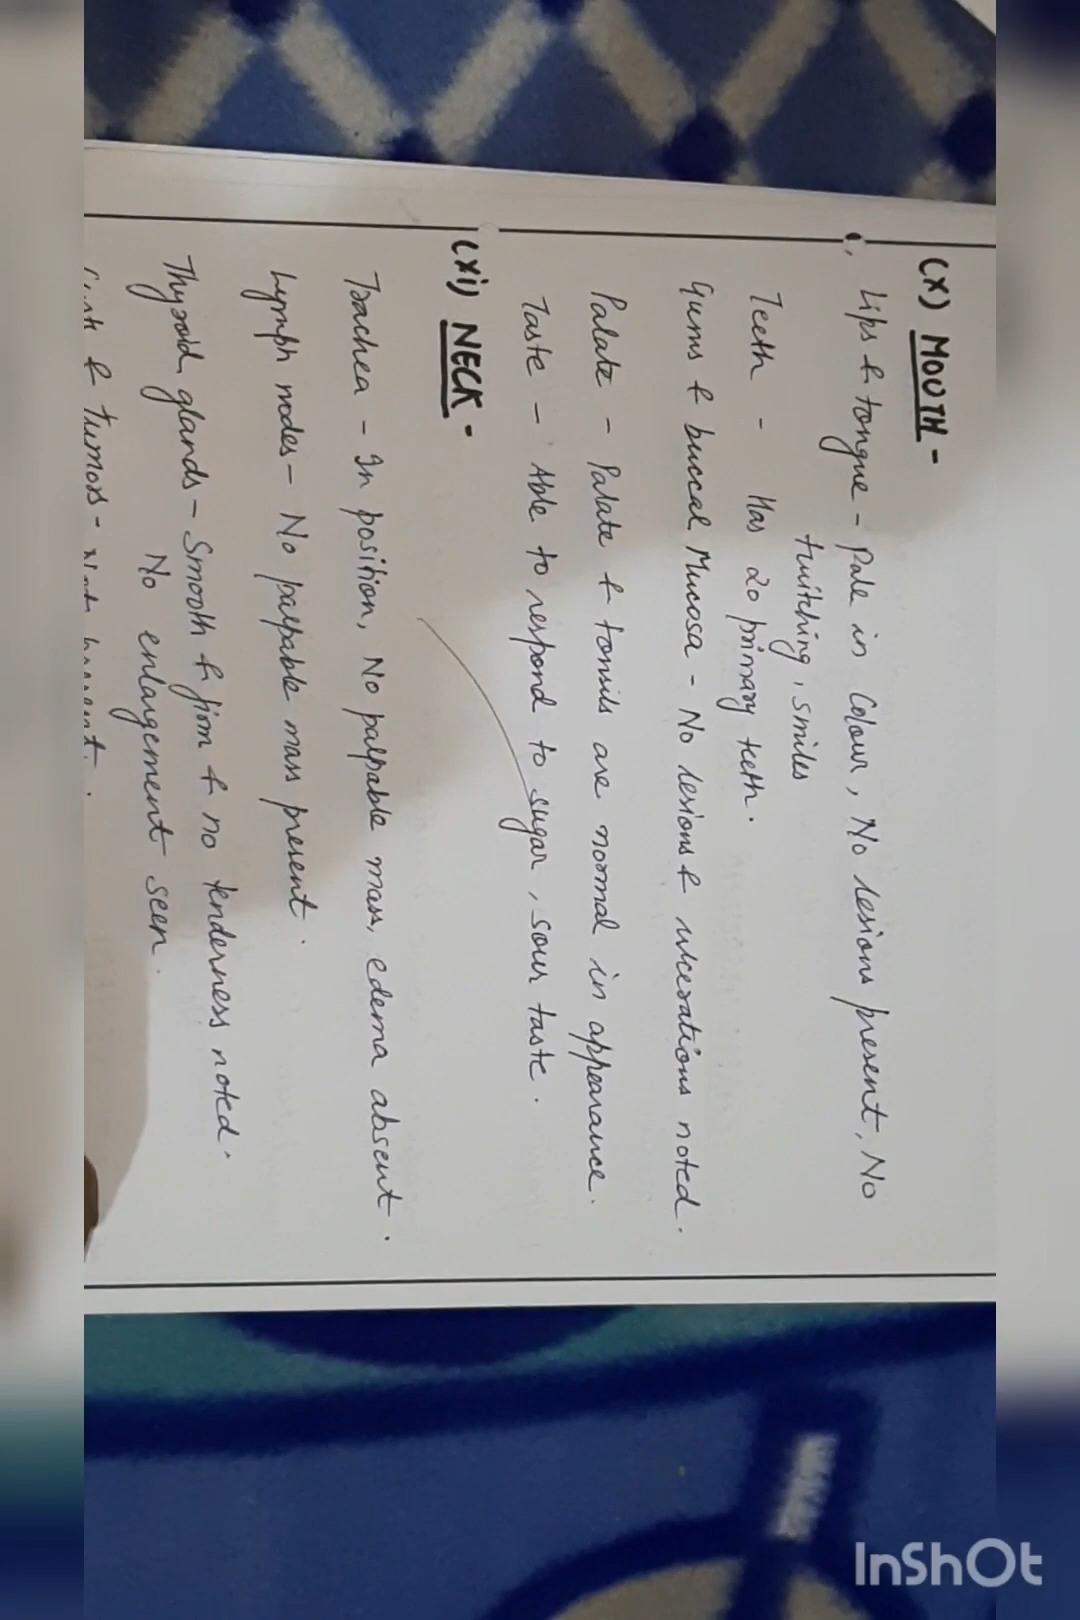 (x) MOUTH -
Lips & tongue - Pale in Colour, No lesions present, No
twitching, smiles
Teeth - Has 20 primary teeth.
Gums & buccal Mucosa - No lesions & ulcerations noted.
Palate - Palate & tonsils are normal in appearance.
Taste - Able to respond to sugar, sour taste.
(xi) NECK -
Trachea - In position, No palpable mass, edema absent.
Lymph nodes - No palpable mass present.
Thyroid glands - Smooth & firm & no tenderness noted.
No enlargement seen.
& tumors - Not present.
InShOt